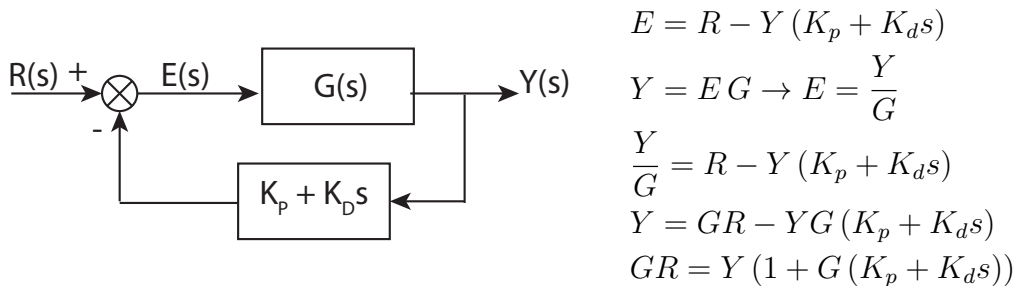 R(s) +
E(s)
G(s)
Y(s)
-
K_P + K_D s
E = R − Y (K_p + K_d s)
Y = E G → E = Y/G
Y/G = R − Y (K_p + K_d s)
Y = GR − YG (K_p + K_d s)
GR = Y (1 + G (K_p + K_d s))